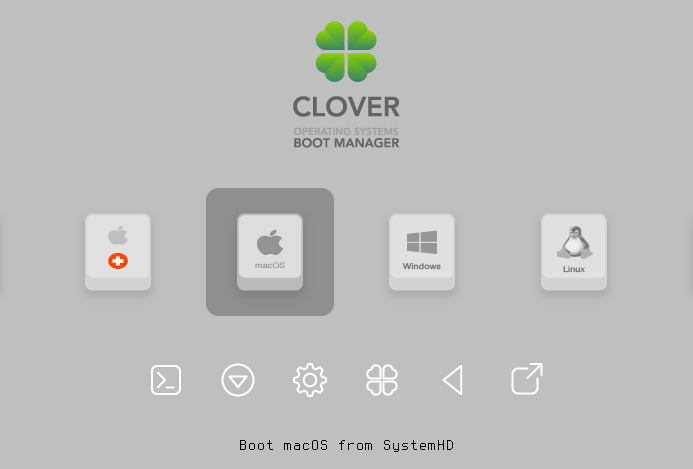 CLOVER
OPERATING SYSTEMS
BOOT MANAGER
macOS
Windows
Linux
Boot macOS from SystemHD